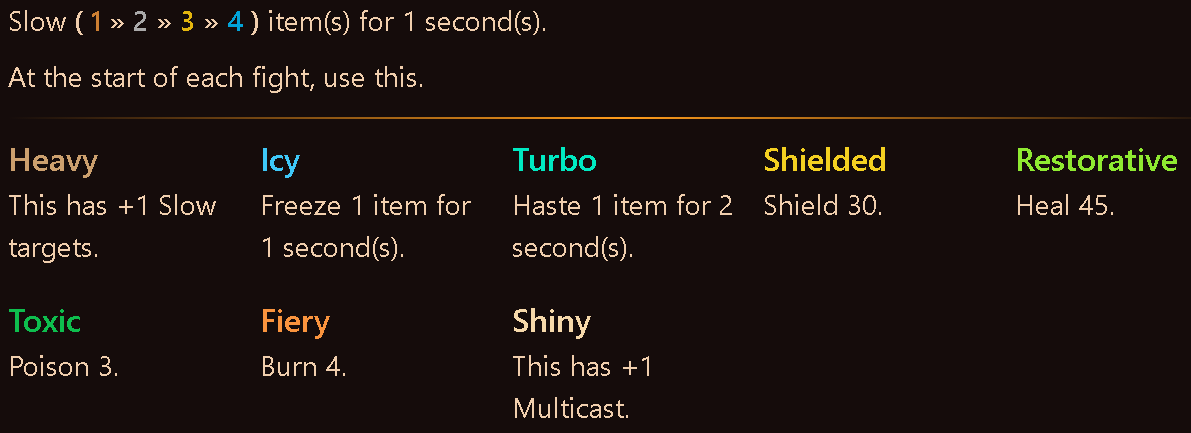 Slow ( 1 » 2 » 3 » 4 ) item(s) for 1 second(s).
At the start of each fight, use this.
Heavy
This has +1 Slow
targets.
Icy
Freeze 1 item for
1 second(s).
Turbo
Haste 1 item for 2
second(s).
Shielded
Shield 30.
Restorative
Heal 45.
Toxic
Poison 3.
Fiery
Burn 4.
Shiny
This has +1
Multicast.